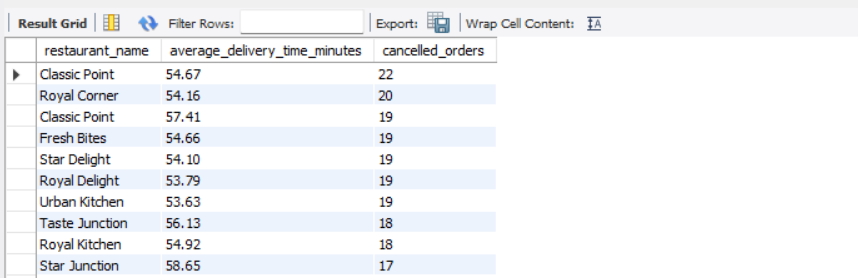 Result Grid Filter Rows: Export: Wrap Cell Content: IA
restaurant_name average_delivery_time_minutes cancelled_orders
Classic Point 54.67 22
Royal Corner 54.16 20
Classic Point 57.41 19
Fresh Bites 54.66 19
Star Delight 54.10 19
Royal Delight 53.79 19
Urban Kitchen 53.63 19
Taste Junction 56.13 18
Royal Kitchen 54.92 18
Star Junction 58.65 17